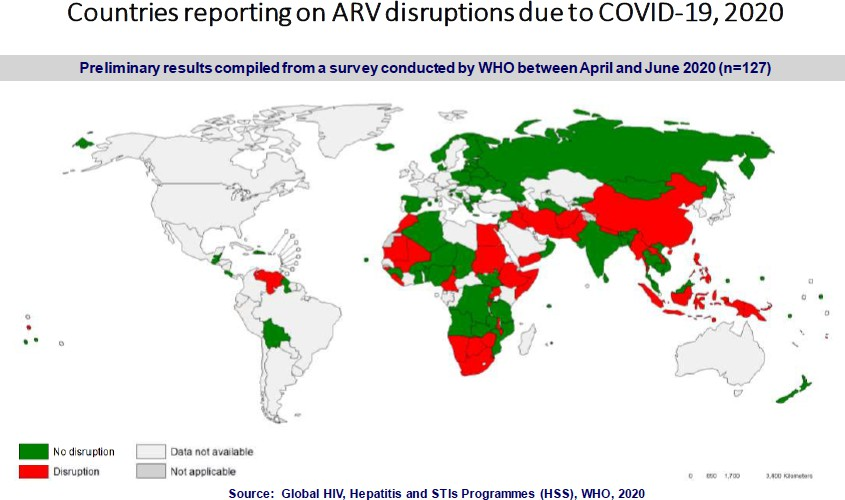 Countries reporting on ARV disruptions due to COVID-19, 2020
Preliminary results compiled from a survey conducted by WHO between April and June 2020 (n=127)
No disruption
Data not available
Disruption
Not applicable
0 850 1,700 3,400 Kilometers
Source: Global HIV, Hepatitis and STIs Programmes (HSS), WHO, 2020